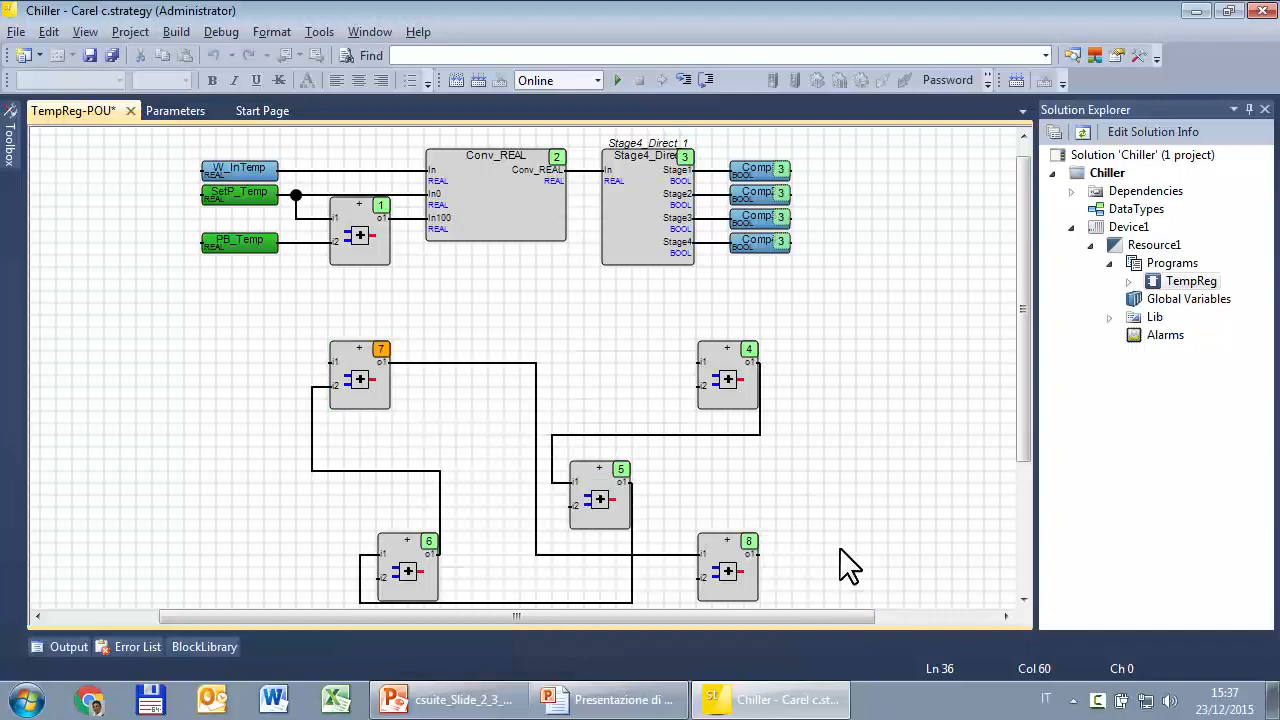 Chiller - Carel c.strategy (Administrator)
File Edit View Project Build Debug Format Tools Window Help
Find
B I U Online Password
Toolbox
TempReg-POU* Parameters Start Page
Solution Explorer
Edit Solution Info
Solution 'Chiller' (1 project)
Chiller
Dependencies
DataTypes
Device1
Resource1
Programs
TempReg
Global Variables
Lib
Alarms
W_InTemp
REAL
SetP_Temp
REAL
PB_Temp
REAL
+ 1
i1 o1
i2
Conv_REAL 2
In Conv_REAL
REAL REAL
In0
REAL
In100
REAL
Stage4_Direct_1
Stage4_Direc 3
In Stage1
REAL BOOL
Stage2
BOOL
Stage3
BOOL
Stage4
BOOL
Comp 3
BOOL
Comp 3
BOOL
Comp 3
BOOL
Comp 3
BOOL
+ 7
i1 o1
i2
+ 4
i1 o1
i2
+ 5
i1 o1
i2
+ 6
i1 o1
i2
+ 8
i1 o1
i2
Output Error List BlockLibrary
Ln 36 Col 60 Ch 0
csuite_Slide_2_3_... Presentazione di ... Chiller - Carel c.st...
IT
15:37
23/12/2015